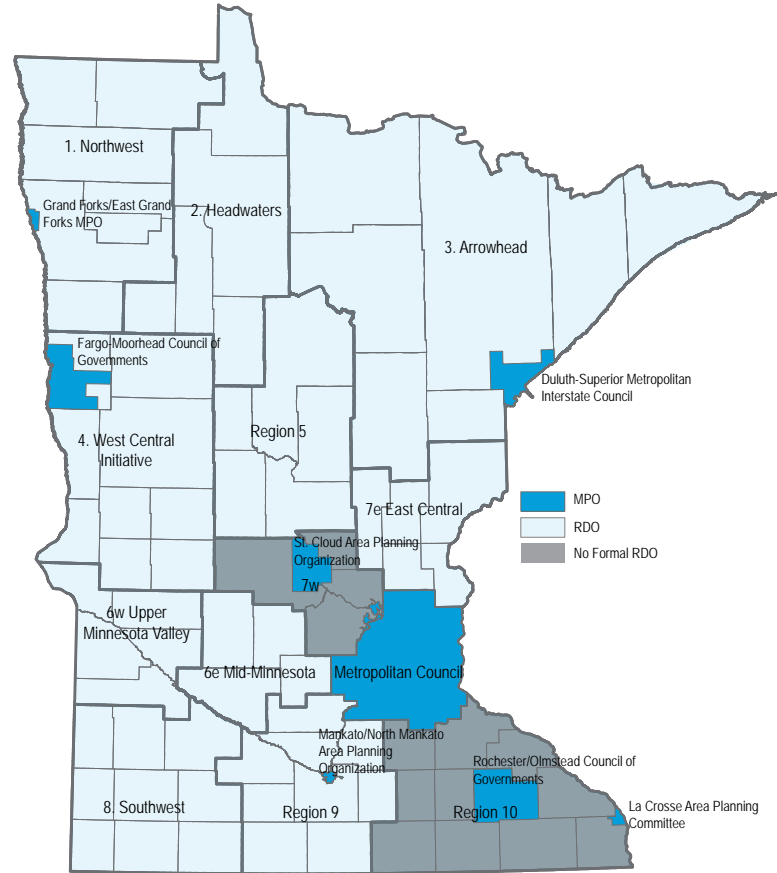 1. Northwest
Grand Forks/East Grand
Forks MPO
2. Headwaters
3. Arrowhead
Fargo-Moorhead Council of
Governments
Duluth-Superior Metropolitan
Interstate Council
4. West Central
Initiative
Region 5
7e East Central
MPO
RDO
No Formal RDO
St. Cloud Area Planning
Organization
7w
6w Upper
Minnesota Valley
6e Mid-Minnesota
Metropolitan Council
Mankato/North Mankato
Area Planning
Organization
Rochester/Olmstead Council of
Governments
8. Southwest
Region 9
Region 10
La Crosse Area Planning
Committee